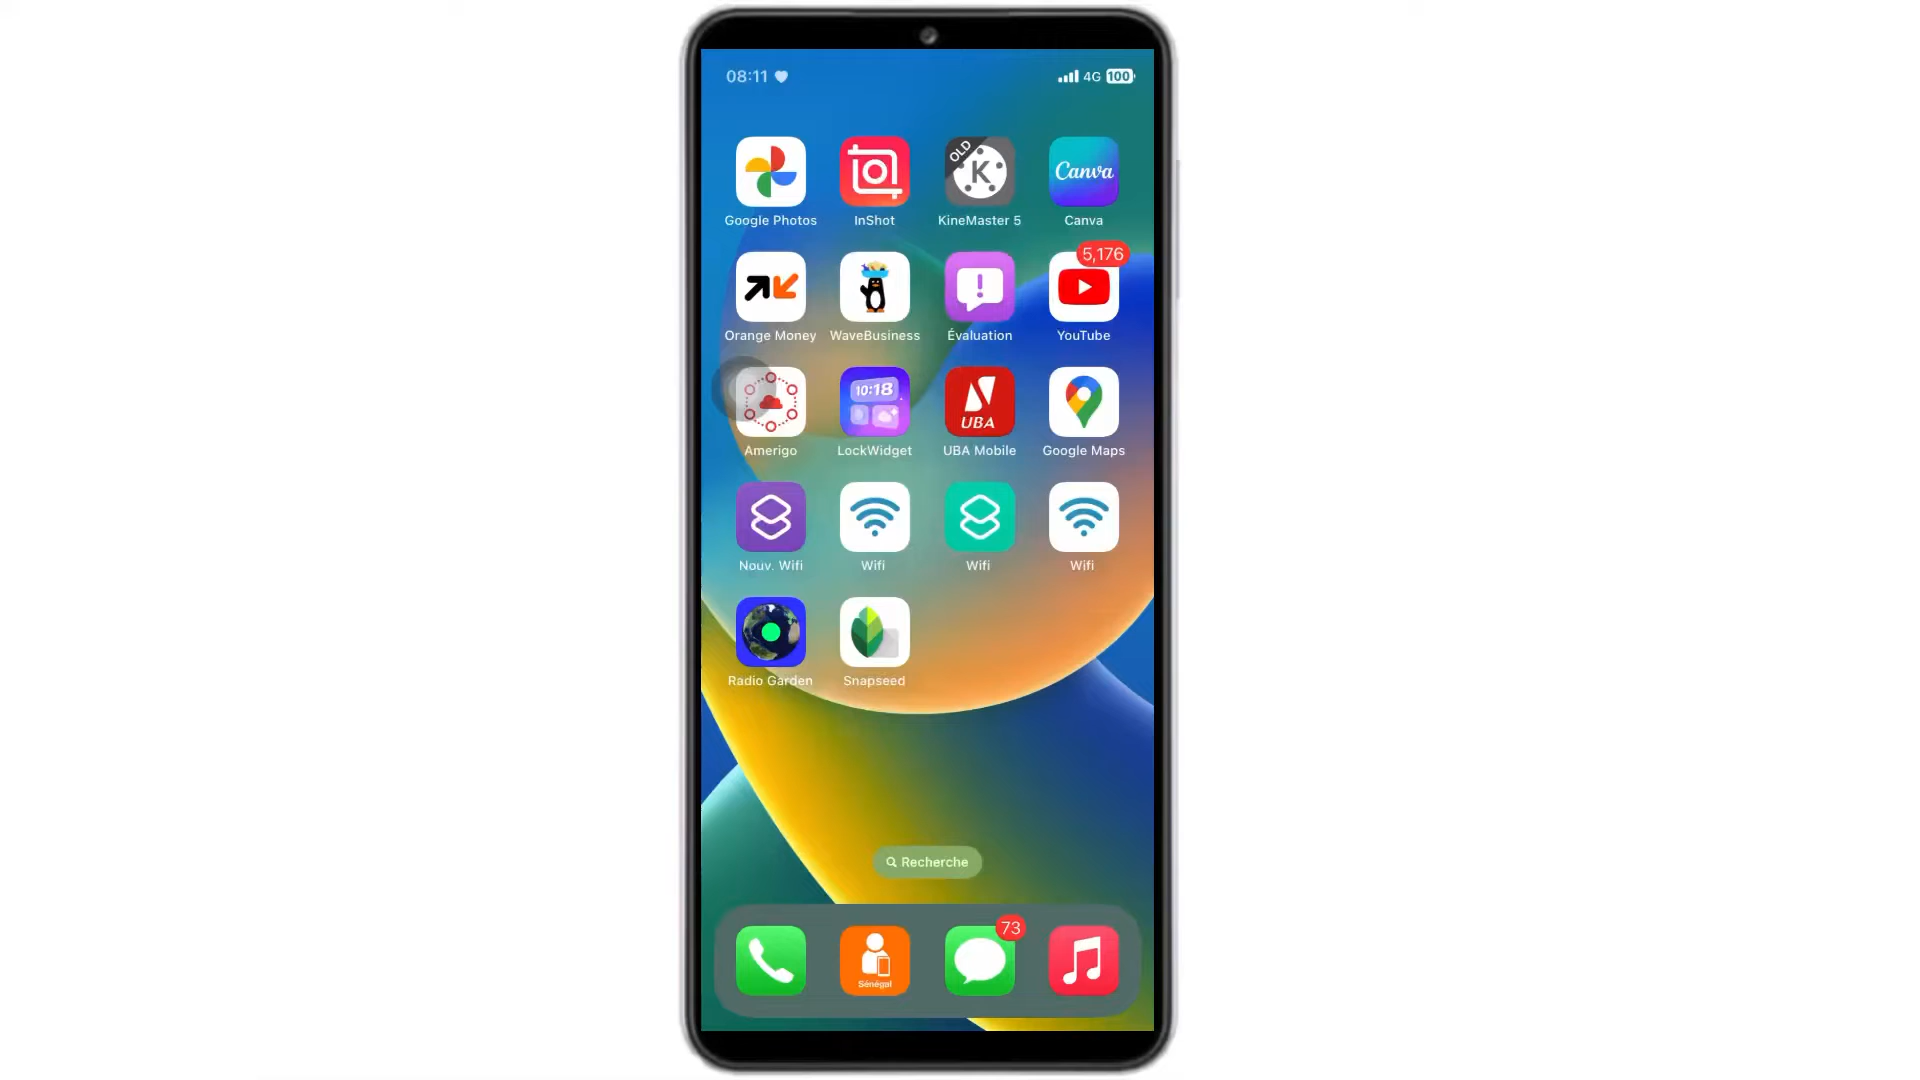 08:11 4G 100
OLD
K
Canva
Google Photos InShot KineMaster 5 Canva
5,176
Orange Money WaveBusiness Évaluation YouTube
10:18
UBA
Amerigo LockWidget UBA Mobile Google Maps
Nouv. Wifi Wifi Wifi Wifi
Radio Garden Snapseed
Recherche
73
Sénégal